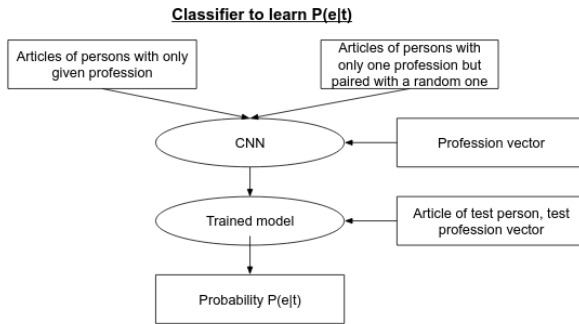 Classifier to learn P(e|t)
Articles of persons with only
given profession
Articles of persons with
only one profession but
paired with a random one
CNN
Profession vector
Trained model
Article of test person, test
profession vector
Probability P(e|t)